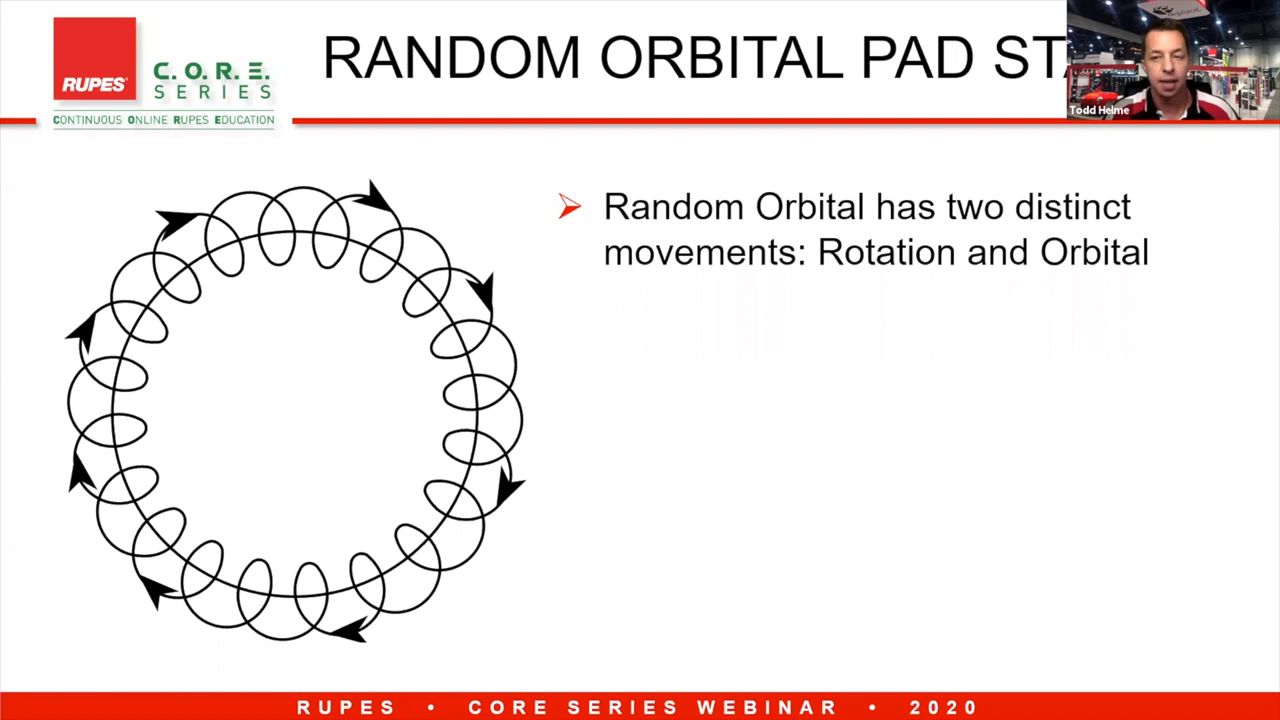 RUPES
C.O.R.E.
SERIES
CONTINUOUS ONLINE RUPES EDUCATION
RANDOM ORBITAL PAD
Todd Helme
Random Orbital has two distinct
movements: Rotation and Orbital
RUPES • CORE SERIES WEBINAR • 2020